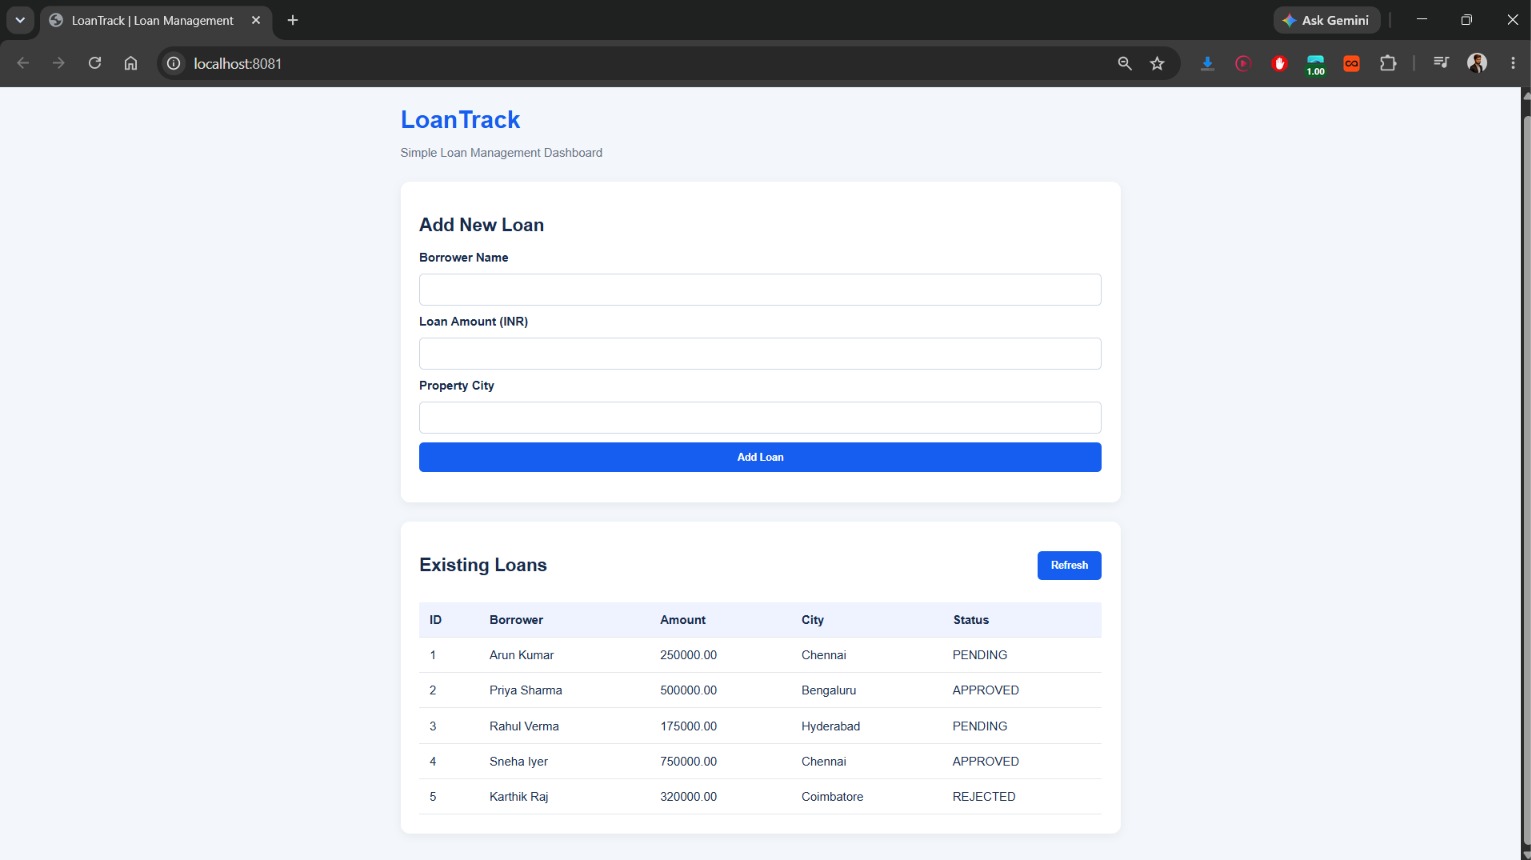 LoanTrack | Loan Management
Ask Gemini
localhost:8081
1.00
LoanTrack
Simple Loan Management Dashboard
Add New Loan
Borrower Name
Loan Amount (INR)
Property City
Add Loan
Existing Loans
Refresh
ID Borrower Amount City Status
1 Arun Kumar 250000.00 Chennai PENDING
2 Priya Sharma 500000.00 Bengaluru APPROVED
3 Rahul Verma 175000.00 Hyderabad PENDING
4 Sneha Iyer 750000.00 Chennai APPROVED
5 Karthik Raj 320000.00 Coimbatore REJECTED